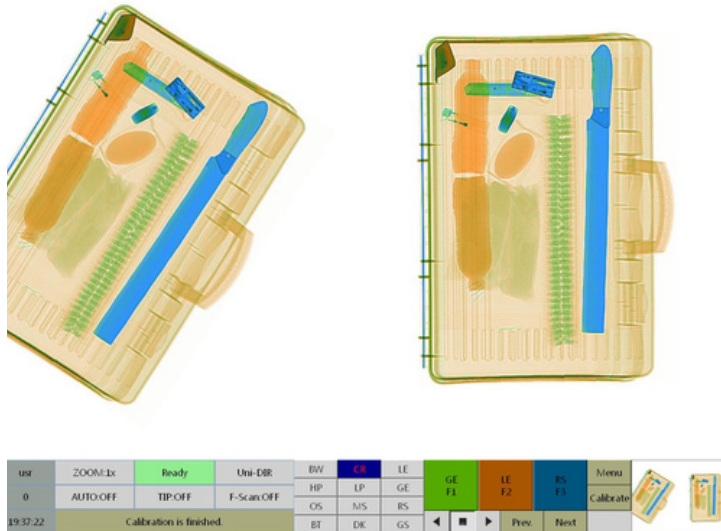 usr ZOOM:1x Ready Uni-DIR BW CR LE GE F1 LE F2 RS F3 Menu
0 AUTO:OFF TIP:OFF F-Scan:OFF HP LP GE Calibrate
OS MS RS
19:37:22 Calibration is finished. BT DK GS Prev. Next